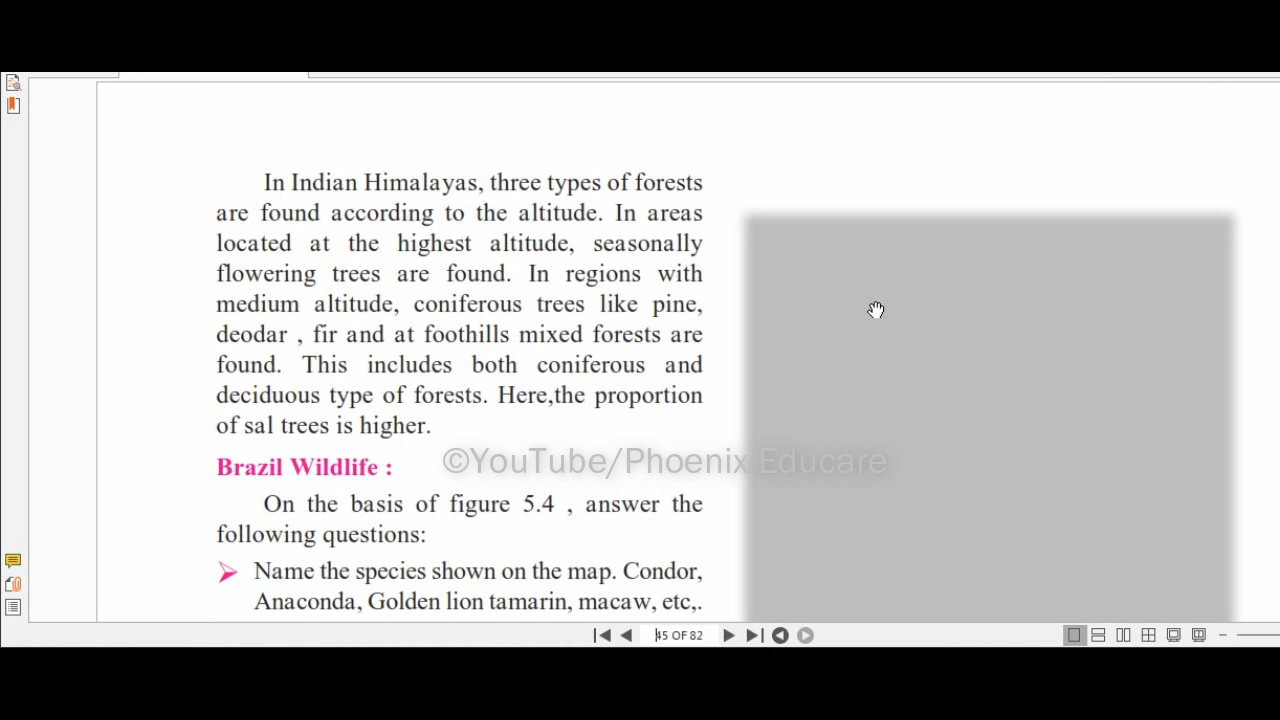 In Indian Himalayas, three types of forests
are found according to the altitude. In areas
located at the highest altitude, seasonally
flowering trees are found. In regions with
medium altitude, coniferous trees like pine,
deodar , fir and at foothills mixed forests are
found. This includes both coniferous and
deciduous type of forests. Here,the proportion
of sal trees is higher.
©YouTube/Phoenix Educare
Brazil Wildlife :
On the basis of figure 5.4 , answer the
following questions:
Name the species shown on the map. Condor,
Anaconda, Golden lion tamarin, macaw, etc,.
45 OF 82